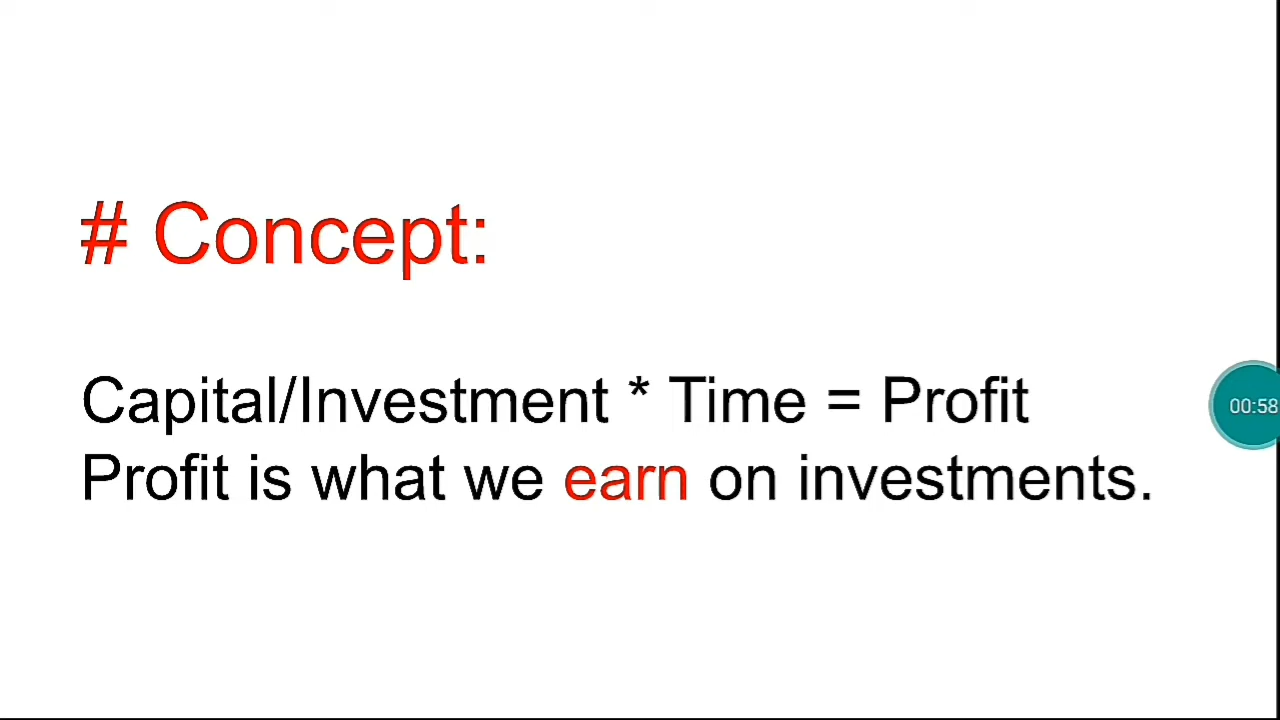 # Concept:
Capital/Investment * Time = Profit
Profit is what we earn on investments.
00:58